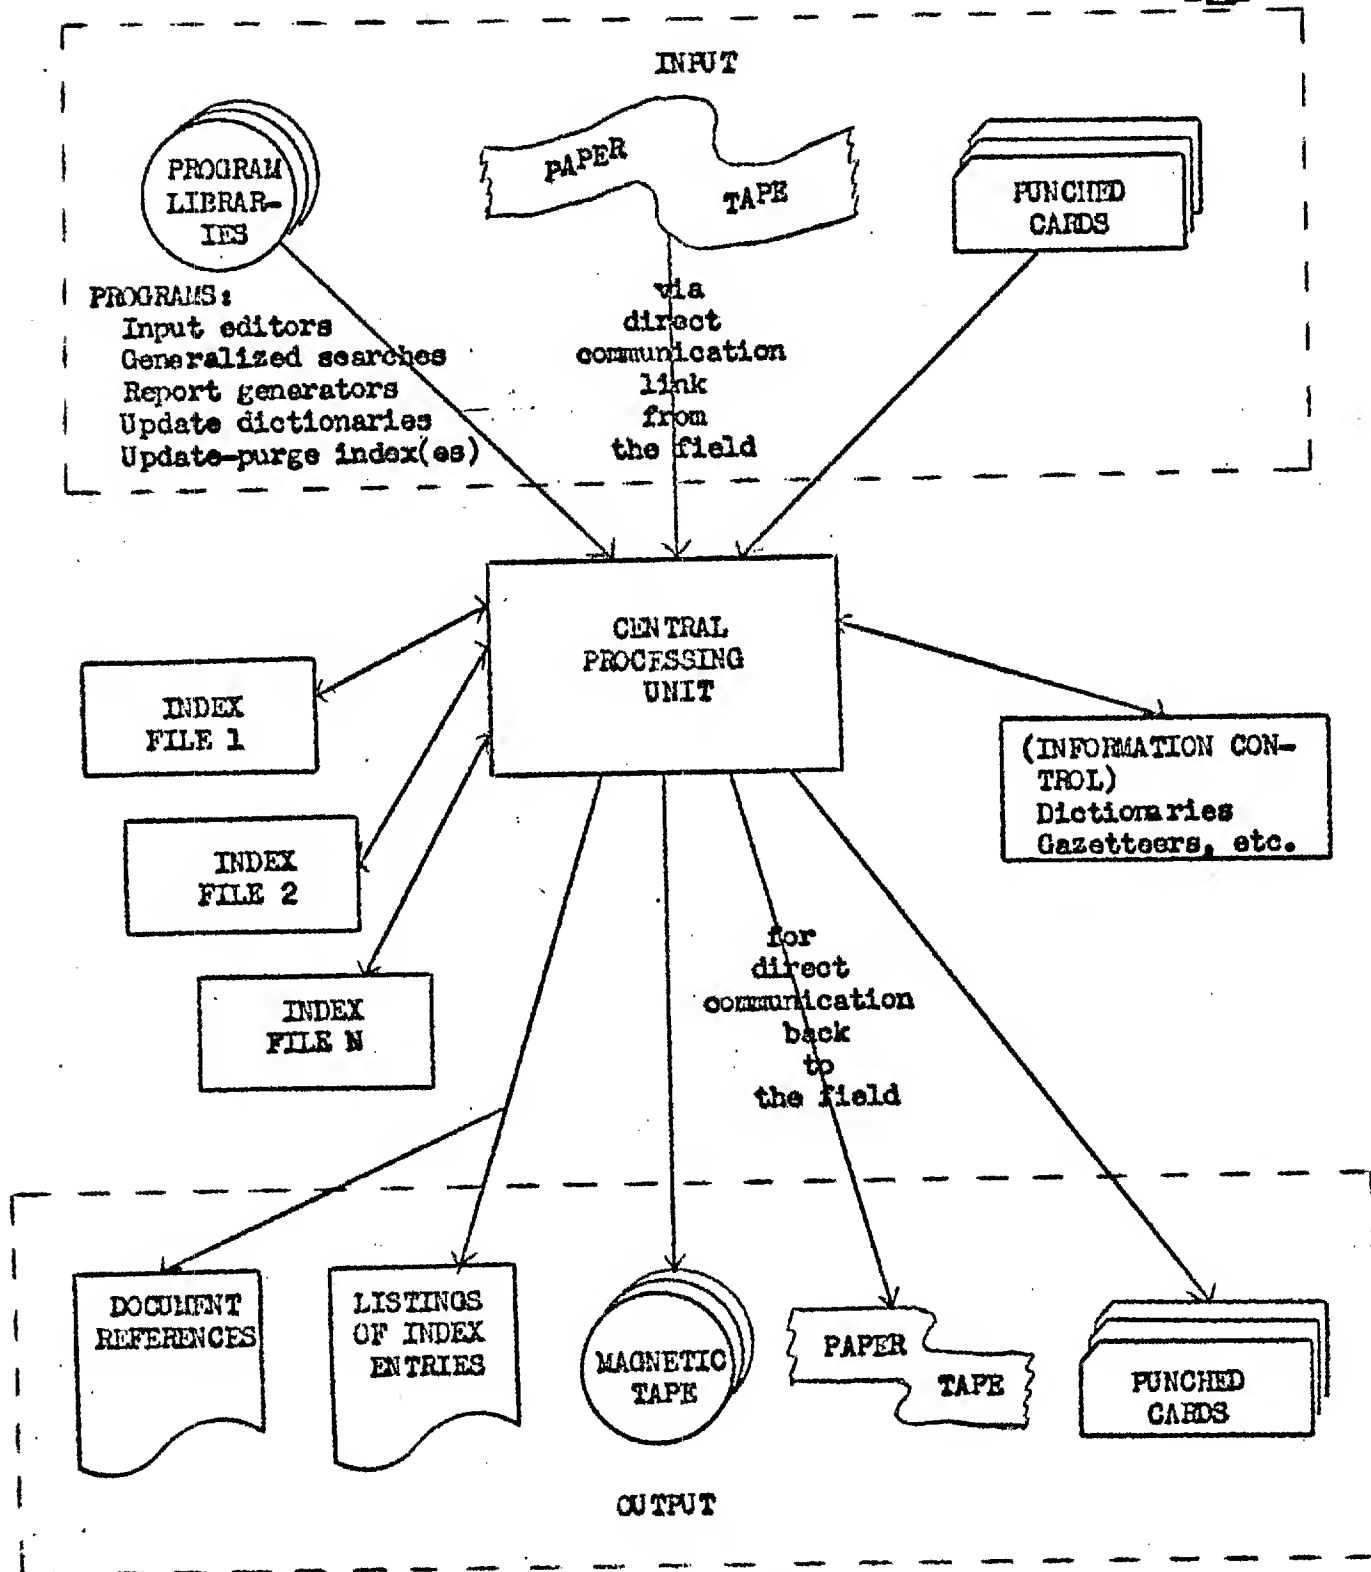 INPUT
PROGRAM
LIBRAR-
IES
PAPER
TAPE
PUNCHED
CARDS
PROGRAMS:
Input editors
Generalized searches
Report generators
Update dictionaries
Update-purge index(es)
via
direct
communication
link
from
the field
CENTRAL
PROCESSING
UNIT
INDEX
FILE 1
INDEX
FILE 2
INDEX
FILE N
(INFORMATION CON-
TROL)
Dictionaries
Gazetteers, etc.
for
direct
communication
back
to
the field
DOCUMENT
REFERENCES
LISTINGS
OF INDEX
ENTRIES
MAGNETIC
TAPE
PAPER
TAPE
PUNCHED
CARDS
OUTPUT